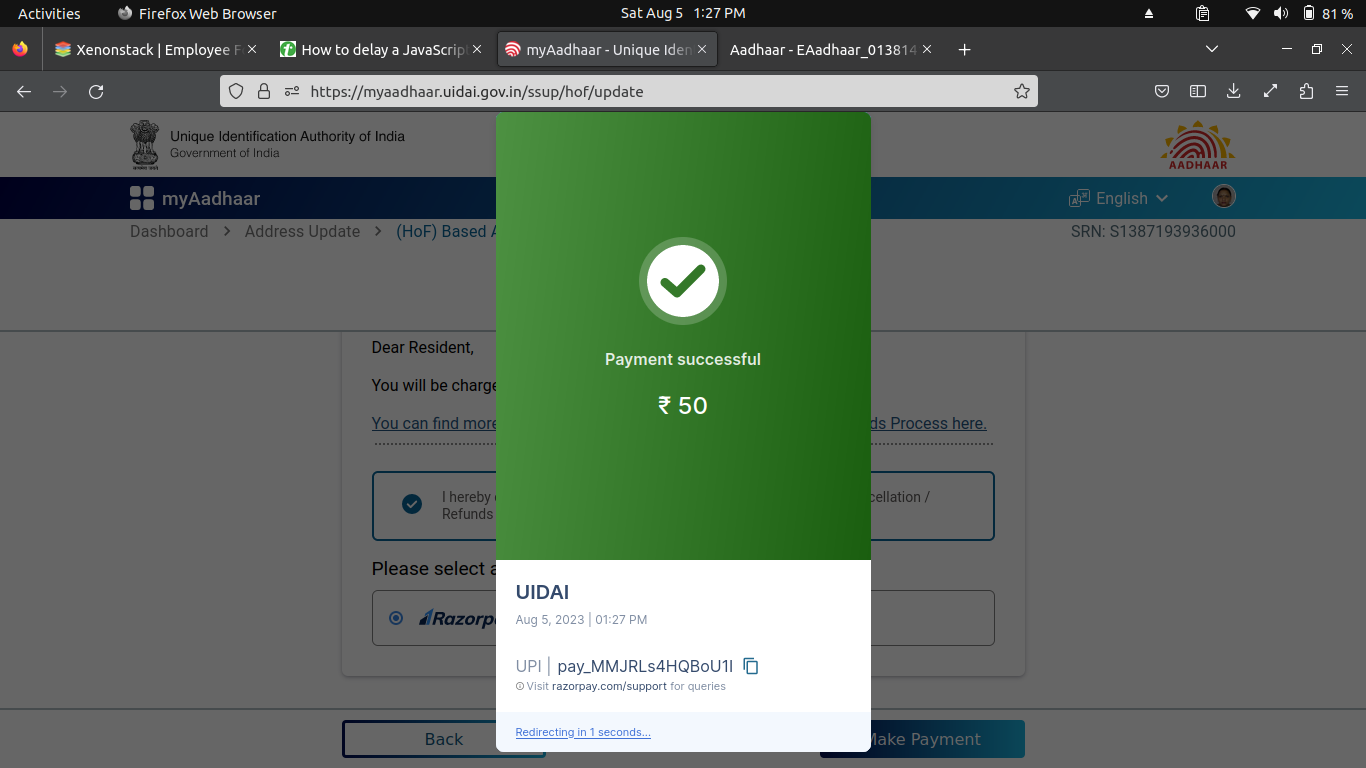 Activities Firefox Web Browser Sat Aug 5 1:27 PM 81 %
Xenonstack | Employee F How to delay a JavaScrip myAadhaar - Unique Iden Aadhaar - EAadhaar_013814
https://myaadhaar.uidai.gov.in/ssup/hof/update
Unique Identification Authority of India
Government of India
AADHAAR
myAadhaar English
Dashboard > Address Update > (HoF) Based A SRN: S1387193936000
Dear Resident,
You will be charge
You can find more ds Process here.
I hereby cellation /
Refunds
Please select a
Razorp
Payment successful
₹ 50
UIDAI
Aug 5, 2023 | 01:27 PM
UPI | pay_MMJRLs4HQBoU1I
Visit razorpay.com/support for queries
Redirecting in 1 seconds...
Back Make Payment